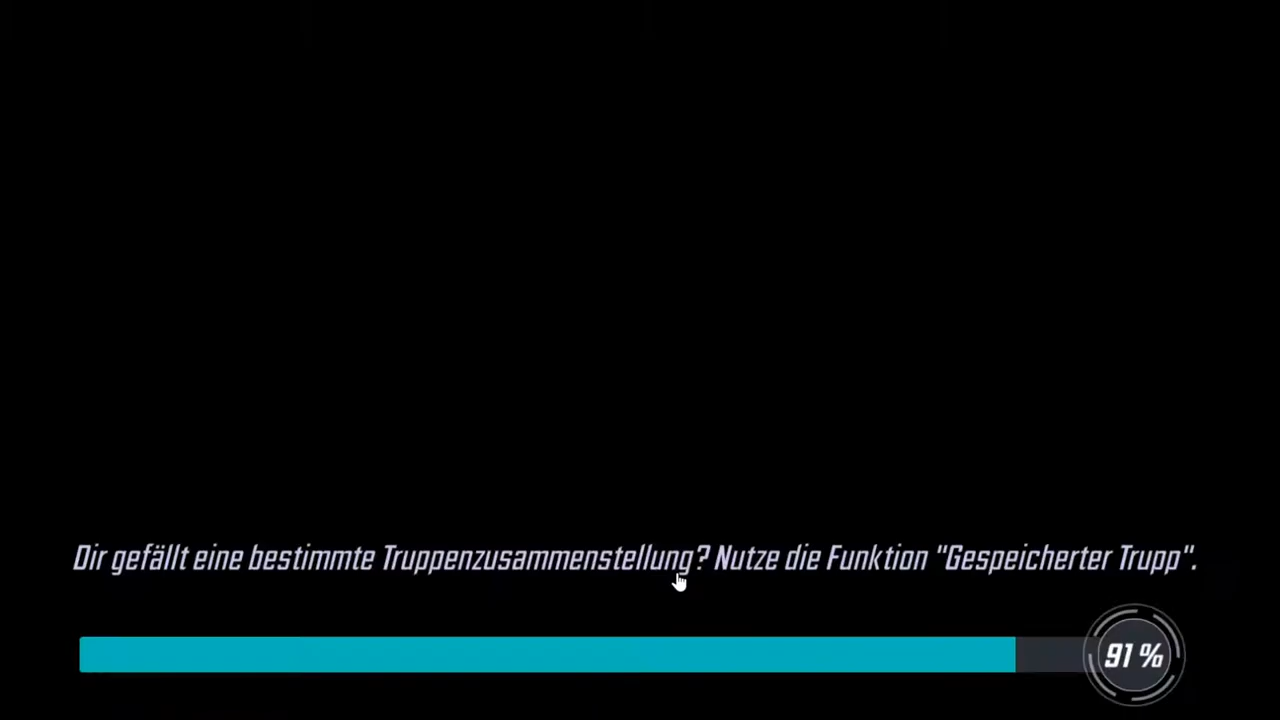 Dir gefällt eine bestimmte Truppenzusammenstellung? Nutze die Funktion "Gespeicherter Trupp".
91 %